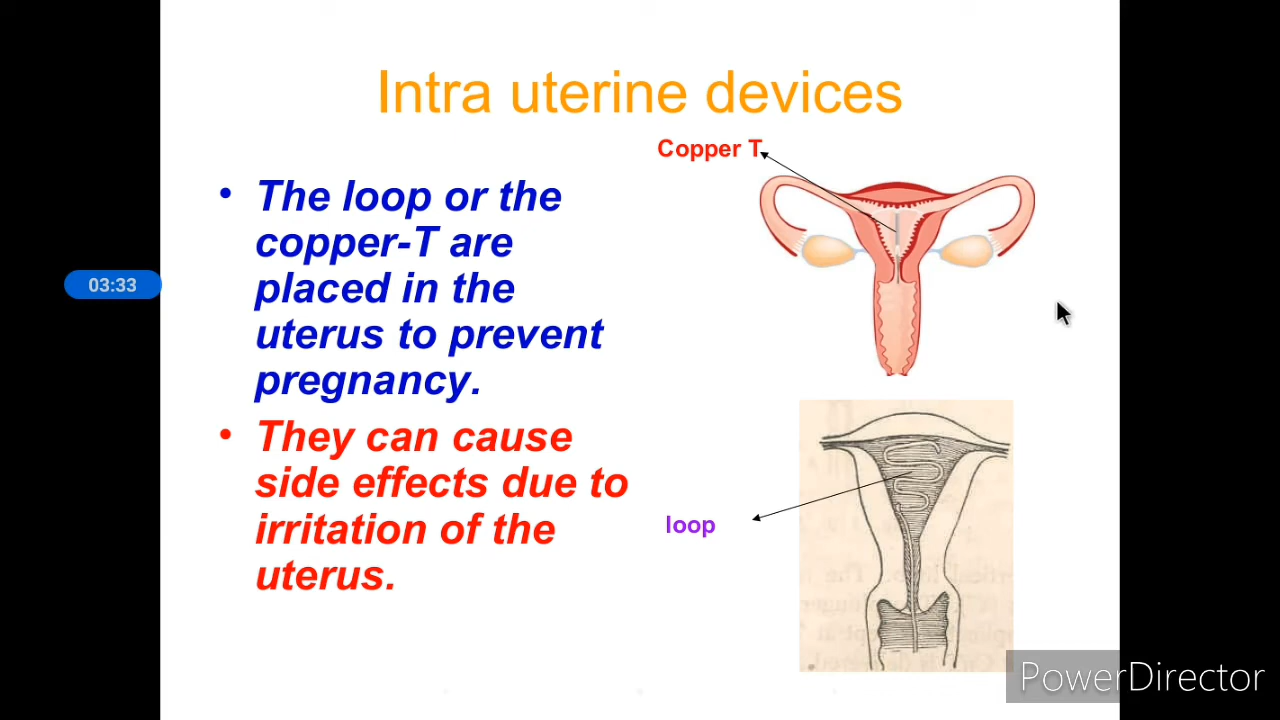 Intra uterine devices
Copper T
• The loop or the
copper-T are
placed in the
uterus to prevent
pregnancy.
• They can cause
side effects due to
irritation of the
uterus.
03:33
loop
PowerDirector